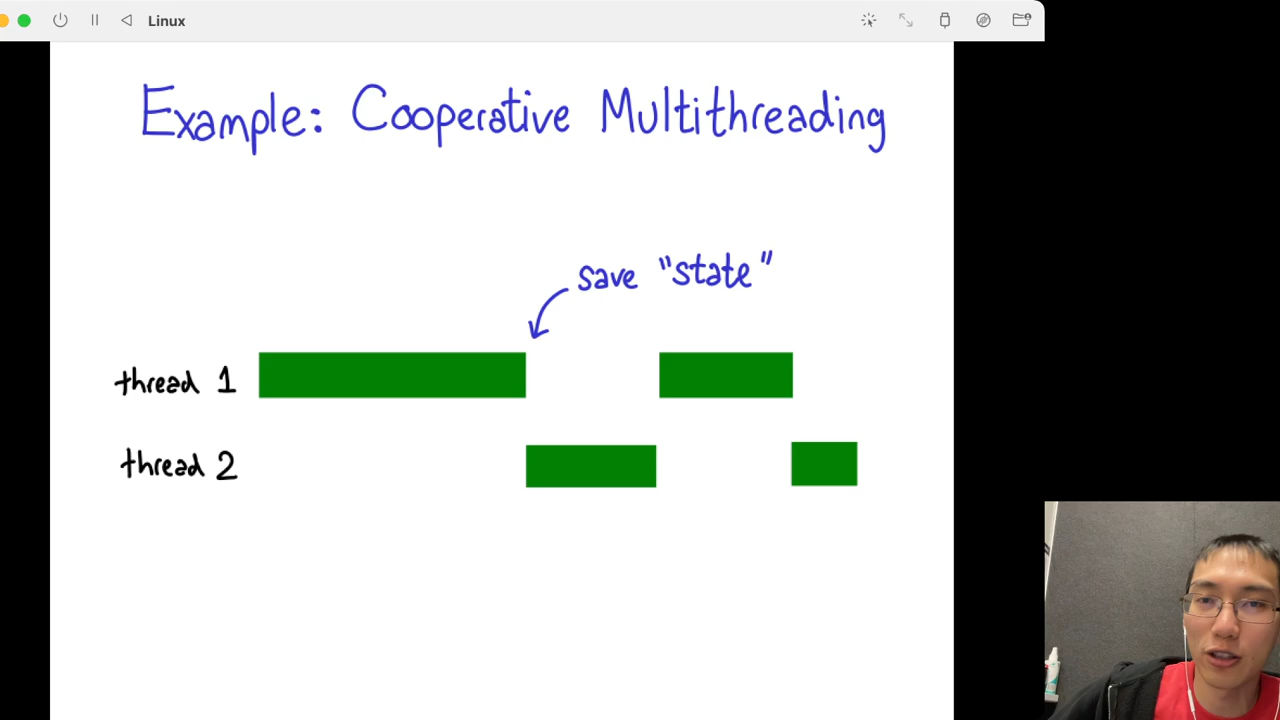 Linux
Example: Cooperative Multithreading
save "state"
thread 1
thread 2